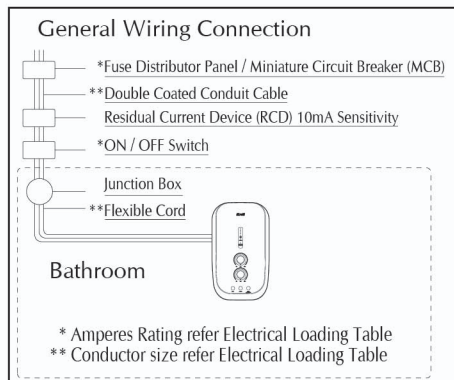 General Wiring Connection
*Fuse Distributor Panel / Miniature Circuit Breaker (MCB)
**Double Coated Conduit Cable
Residual Current Device (RCD) 10mA Sensitivity
*ON / OFF Switch
Junction Box
**Flexible Cord
Bathroom
* Amperes Rating refer Electrical Loading Table
** Conductor size refer Electrical Loading Table